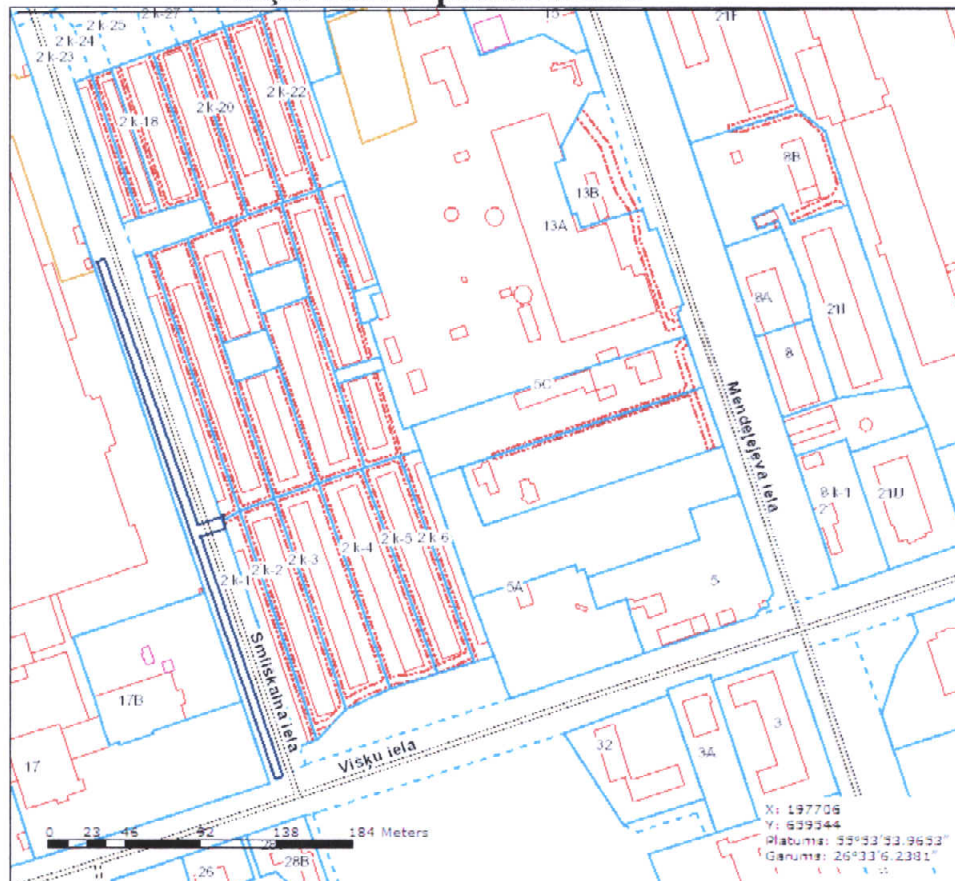 2 k-27
2 k-25
2 k-24
2 k-23
2 k-22
2 k-20
2 k-18
21F
8B
13B
13A
8A
8
21I
5C
Mendeļejeva iela
8 k-1
21U
2 k-1
2 k-2
2 k-3
2 k-4
2 k-5
2 k-6
5A
5
Smilškalna iela
17B
17
Višķu iela
32
3A
3
0 23 46 92 138 184 Meters
26
28
28B
X: 197706
Y: 659544
Platums: 55°53'53.9653"
Garums: 26°33'6.2381"